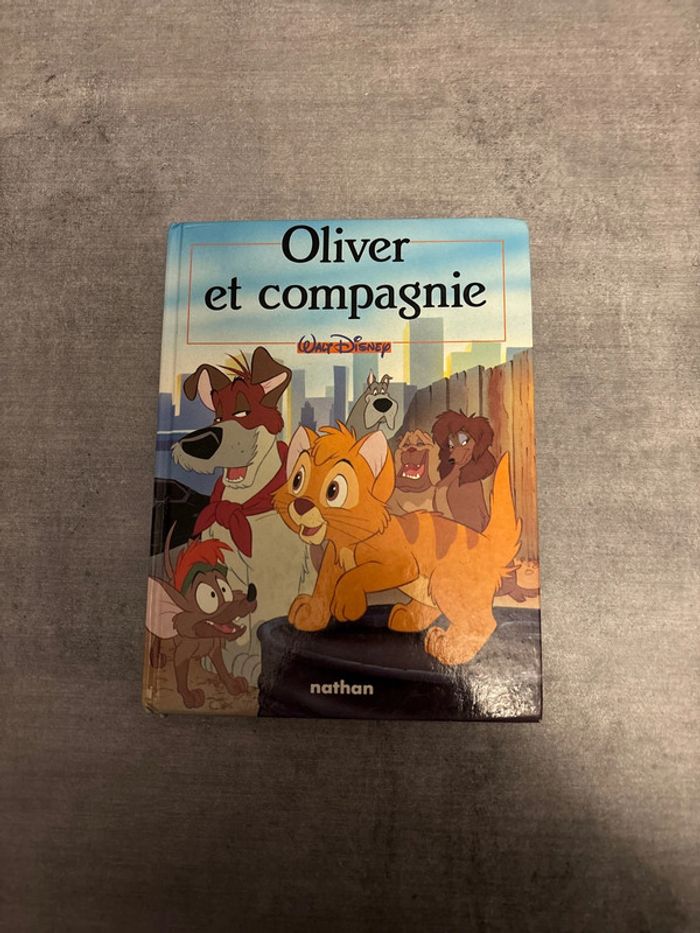 Oliver
et compagnie
Walt Disney
nathan